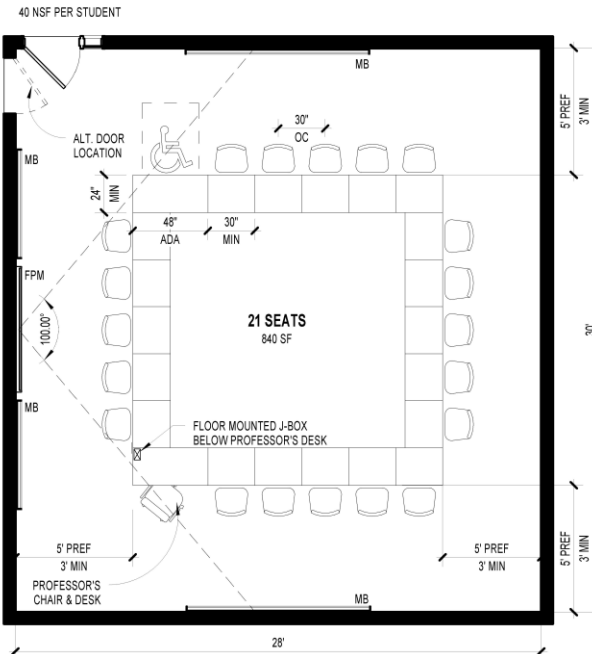 40 NSF PER STUDENT
MB
ALT. DOOR
LOCATION
30"
OC
5' PREF
3' MIN
MB
24"
MIN
48"
ADA
30"
MIN
FPM
100.00°
21 SEATS
840 SF
30'
MB
FLOOR MOUNTED J-BOX
BELOW PROFESSOR'S DESK
5' PREF
3' MIN
5' PREF
3' MIN
5' PREF
3' MIN
PROFESSOR'S
CHAIR & DESK
MB
28'